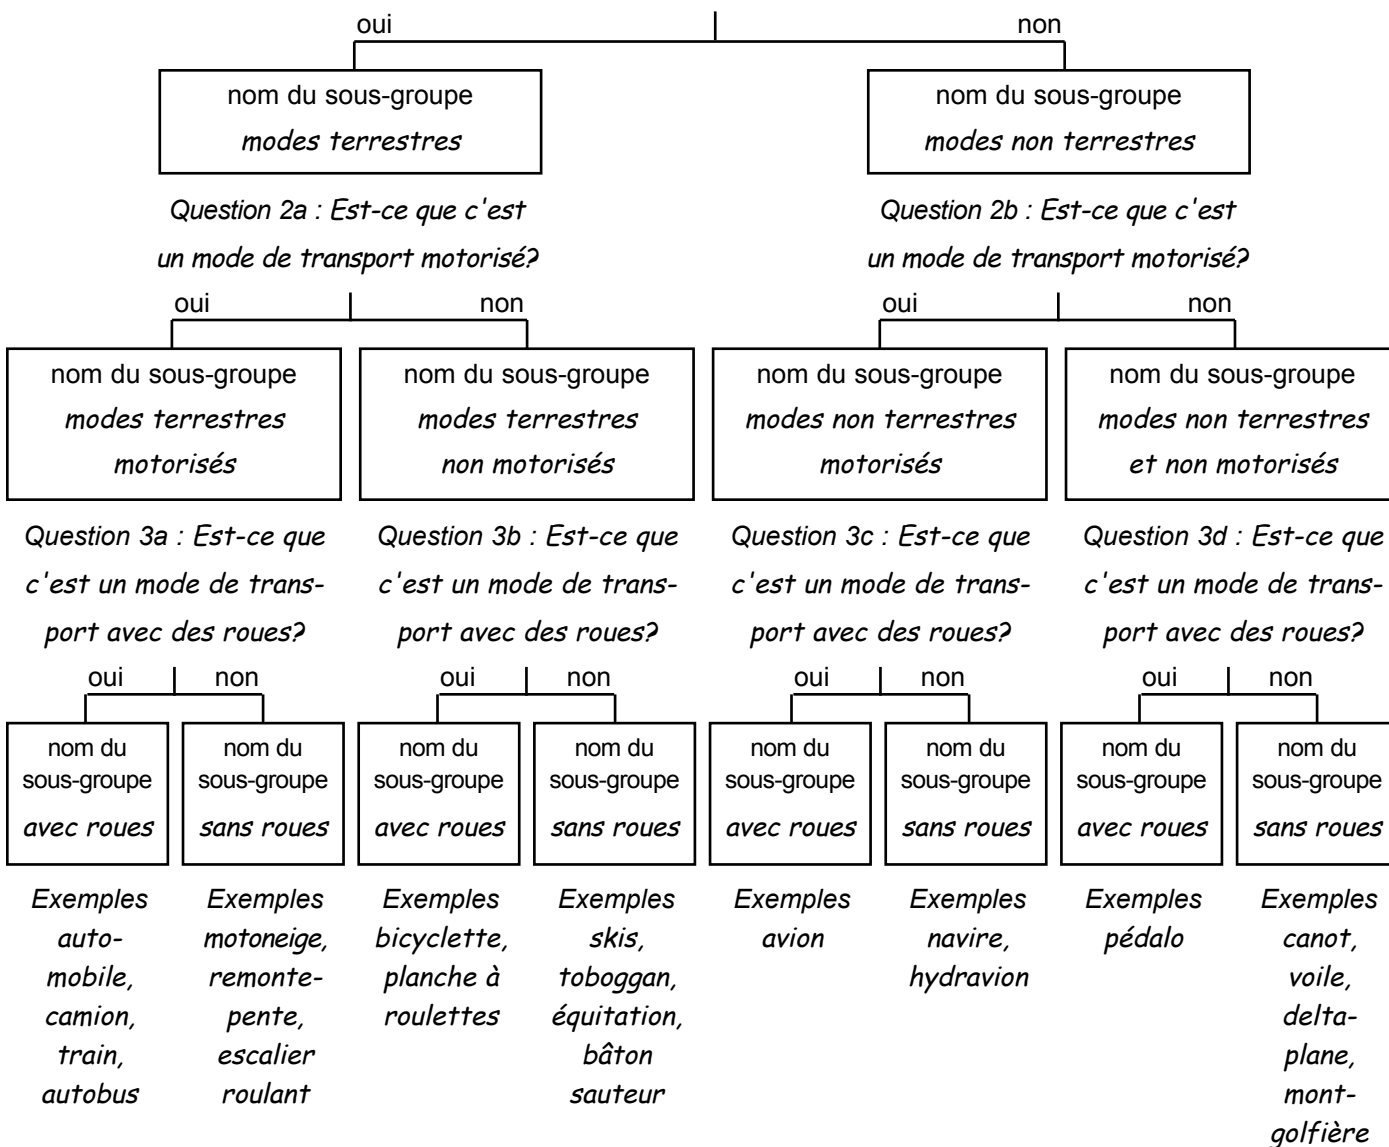 oui
non
nom du sous-groupe
modes terrestres
nom du sous-groupe
modes non terrestres
Question 2a : Est-ce que c'est
un mode de transport motorisé?
Question 2b : Est-ce que c'est
un mode de transport motorisé?
oui
non
oui
non
nom du sous-groupe
modes terrestres
motorisés
nom du sous-groupe
modes terrestres
non motorisés
nom du sous-groupe
modes non terrestres
motorisés
nom du sous-groupe
modes non terrestres
et non motorisés
Question 3a : Est-ce que
c'est un mode de trans-
port avec des roues?
Question 3b : Est-ce que
c'est un mode de trans-
port avec des roues?
Question 3c : Est-ce que
c'est un mode de trans-
port avec des roues?
Question 3d : Est-ce que
c'est un mode de trans-
port avec des roues?
oui
non
oui
non
oui
non
oui
non
nom du
sous-groupe
avec roues
nom du
sous-groupe
sans roues
nom du
sous-groupe
avec roues
nom du
sous-groupe
sans roues
nom du
sous-groupe
avec roues
nom du
sous-groupe
sans roues
nom du
sous-groupe
avec roues
nom du
sous-groupe
sans roues
Exemples
auto-
mobile,
camion,
train,
autobus
Exemples
motoneige,
remonte-
pente,
escalier
roulant
Exemples
bicyclette,
planche à
roulettes
Exemples
skis,
toboggan,
équitation,
bâton
sauteur
Exemples
avion
Exemples
navire,
hydravion
Exemples
pédalo
Exemples
canot,
voile,
delta-
plane,
mont-
golfière